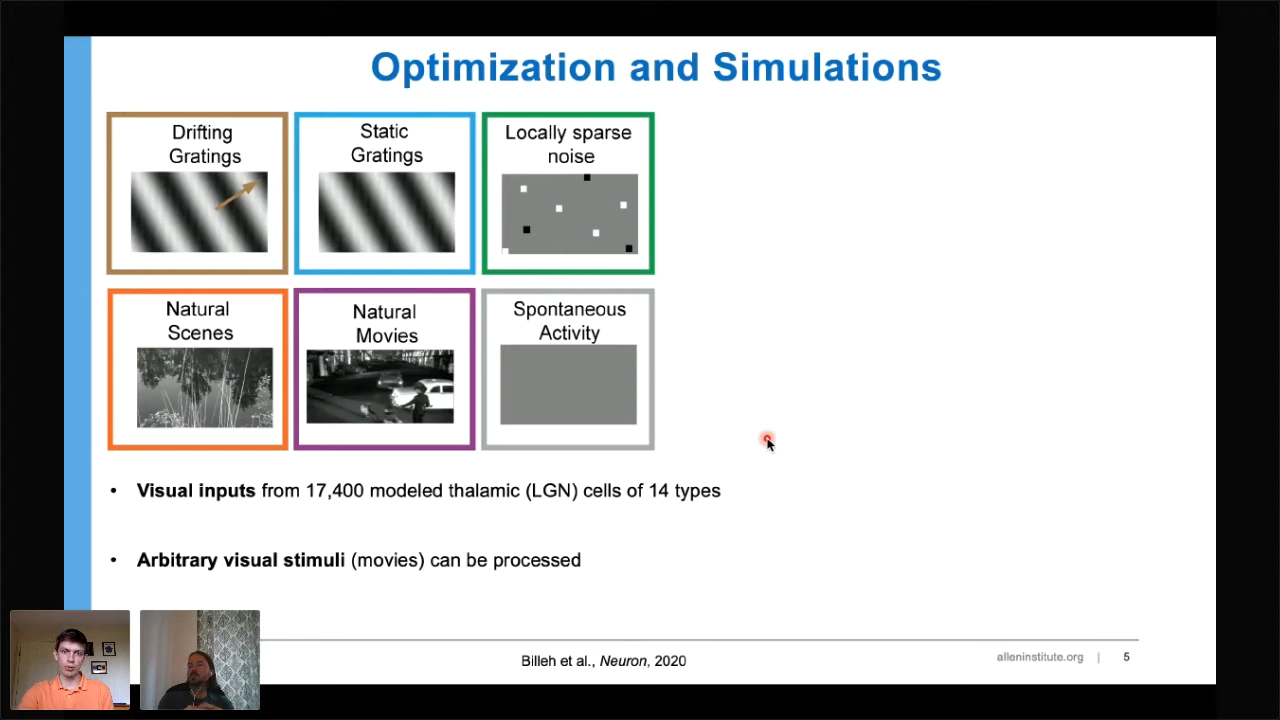 Optimization and Simulations
Drifting
Gratings
Static
Gratings
Locally sparse
noise
Natural
Scenes
Natural
Movies
Spontaneous
Activity
• Visual inputs from 17,400 modeled thalamic (LGN) cells of 14 types
• Arbitrary visual stimuli (movies) can be processed
Billeh et al., Neuron, 2020
alleninstitute.org | 5